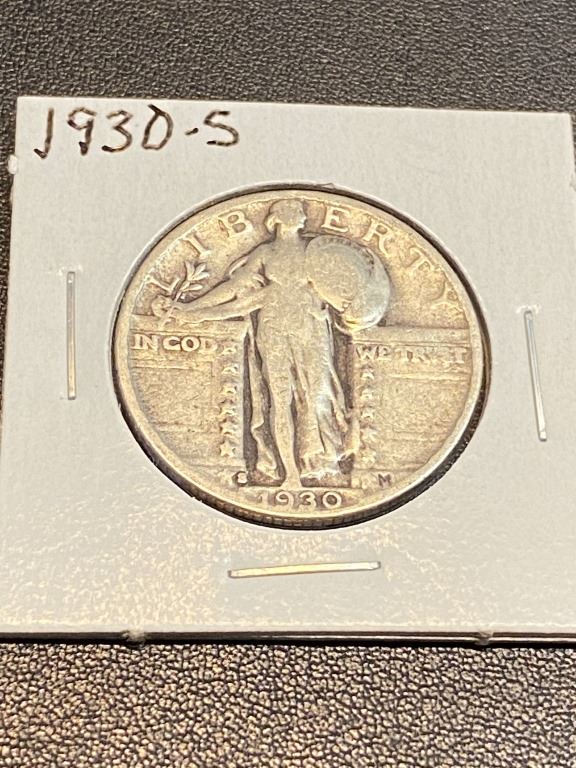 1930-S
LIBERTY
IN GOD WE TRUST
S M
1930